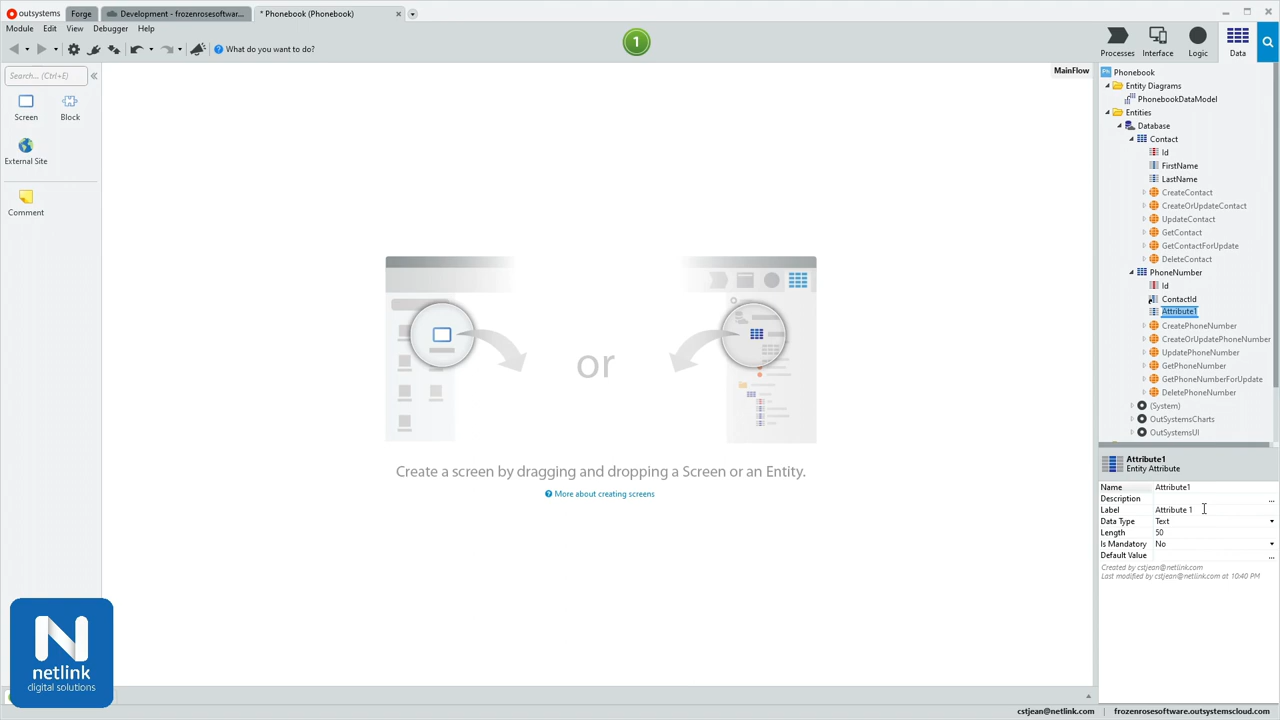 outsystems Forge Development - frozenrosesoftwar... * Phonebook (Phonebook)
Module Edit View Debugger Help
What do you want to do?
1
Processes Interface Logic Data
Search... (Ctrl+E)
MainFlow
Screen Block
External Site
Comment
Phonebook
Entity Diagrams
PhonebookDataModel
Entities
Database
Contact
Id
FirstName
LastName
CreateContact
CreateOrUpdateContact
UpdateContact
GetContact
GetContactForUpdate
DeleteContact
PhoneNumber
Id
ContactId
Attribute1
CreatePhoneNumber
CreateOrUpdatePhoneNumber
UpdatePhoneNumber
GetPhoneNumber
GetPhoneNumberForUpdate
DeletePhoneNumber
(System)
OutSystemsCharts
OutSystemsUI
or
Create a screen by dragging and dropping a Screen or an Entity.
More about creating screens
Attribute1
Entity Attribute
Name Attribute1
Description ...
Label Attribute 1
Data Type Text
Length 50
Is Mandatory No
Default Value ...
Created by cstjean@netlink.com
Last modified by cstjean@netlink.com at 10:40 PM
N
netlink
digital solutions
cstjean@netlink.com frozenrosesoftware.outsystemscloud.com